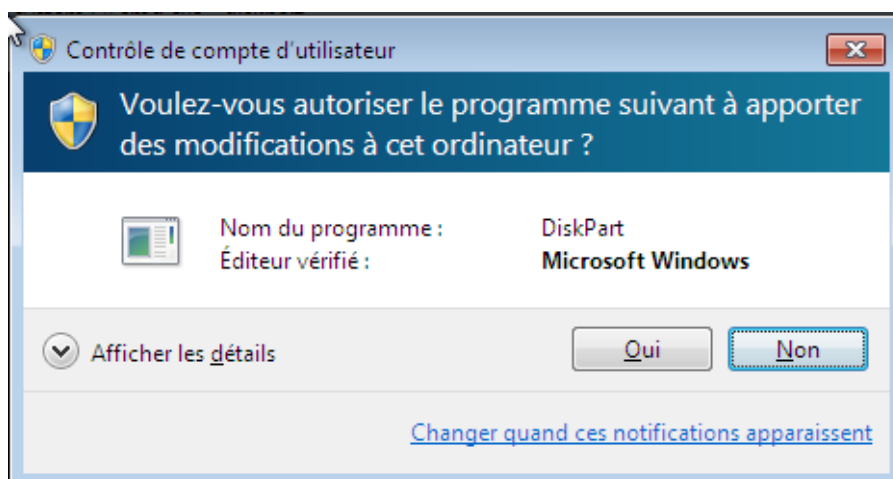 Contrôle de compte d'utilisateur
Voulez-vous autoriser le programme suivant à apporter
des modifications à cet ordinateur ?
Nom du programme : DiskPart
Éditeur vérifié : Microsoft Windows
Afficher les détails
Oui Non
Changer quand ces notifications apparaissent